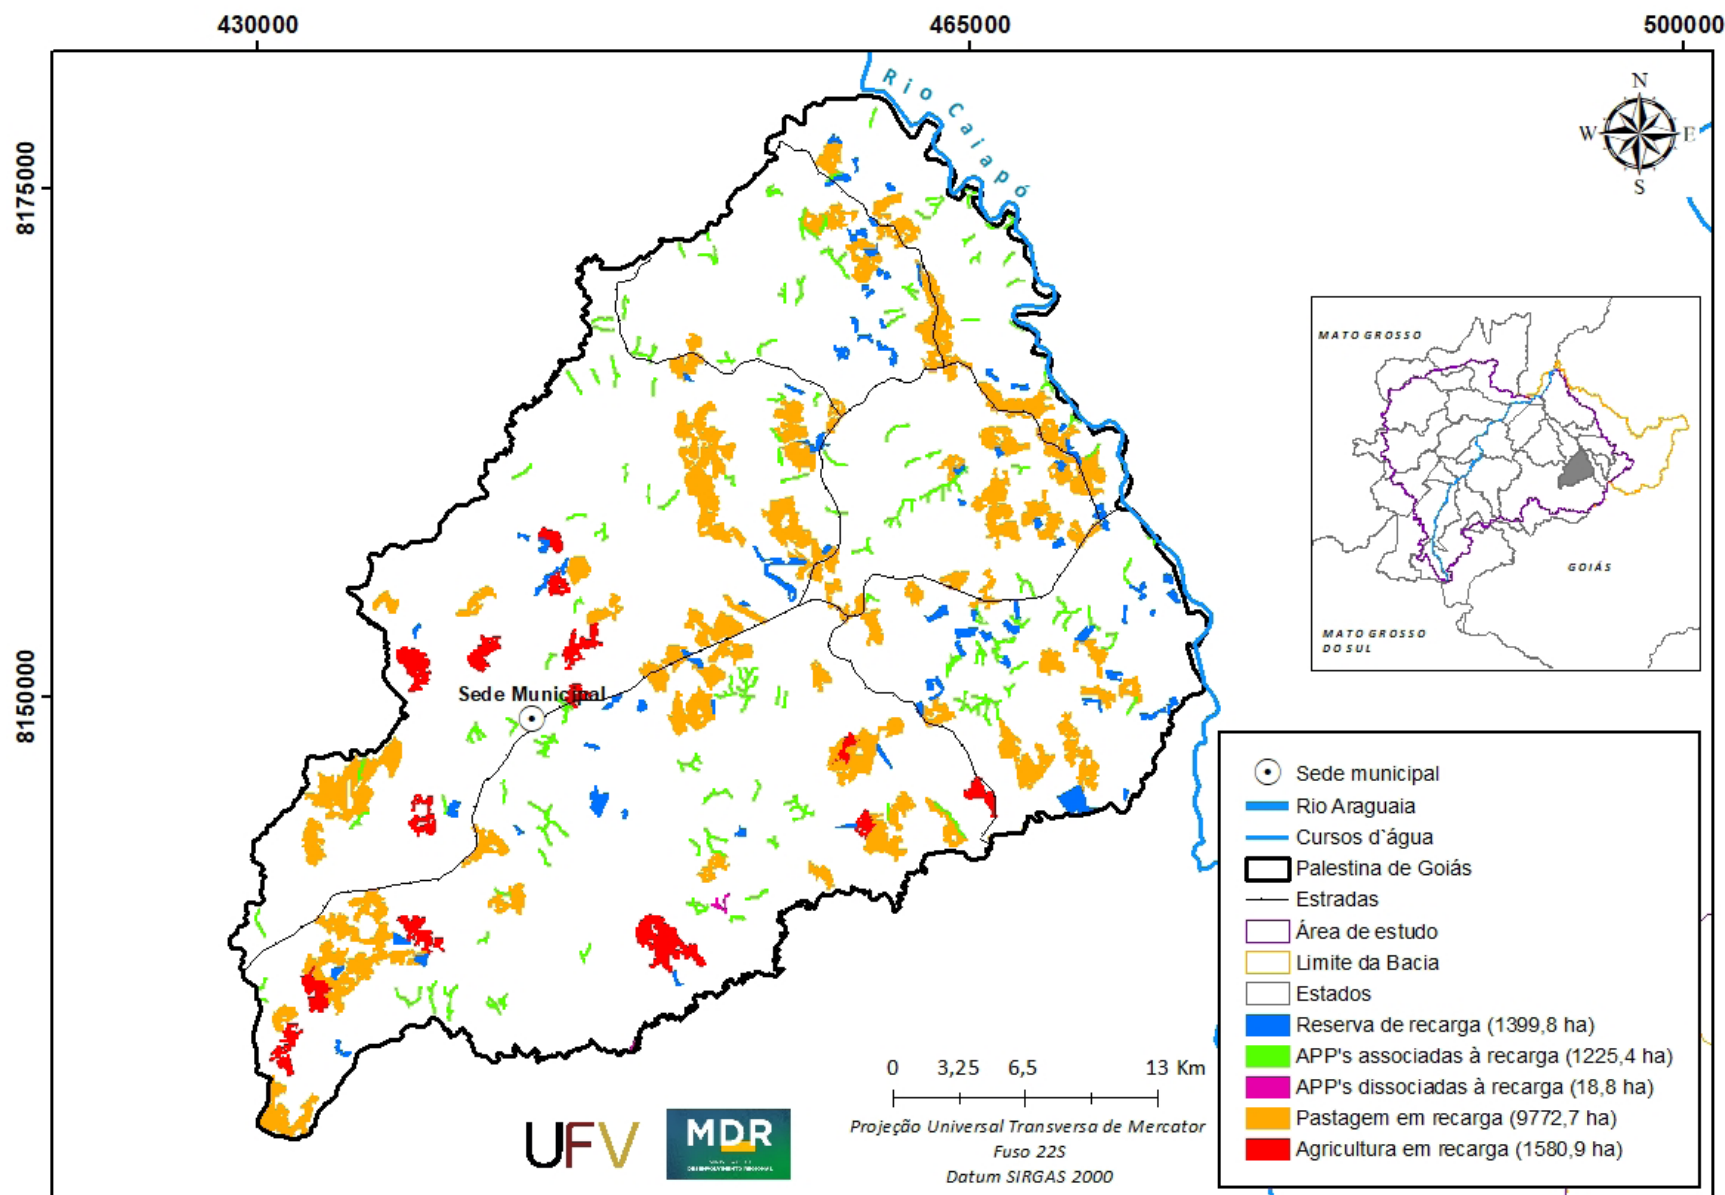 430000
465000
500000
8175000
8150000
Rio Caiapó
N
W
E
S
MATO GROSSO
GOIÁS
MATO GROSSO
DO SUL
Sede Municipal
Sede municipal
Rio Araguaia
Cursos d`água
Palestina de Goiás
Estradas
Área de estudo
Limite da Bacia
Estados
Reserva de recarga (1399,8 ha)
APP's associadas à recarga (1225,4 ha)
APP's dissociadas à recarga (18,8 ha)
Pastagem em recarga (9772,7 ha)
Agricultura em recarga (1580,9 ha)
0 3,25 6,5 13 Km
Projeção Universal Transversa de Mercator
Fuso 22S
Datum SIRGAS 2000
UFV
MDR
DESENVOLVIMENTO REGIONAL